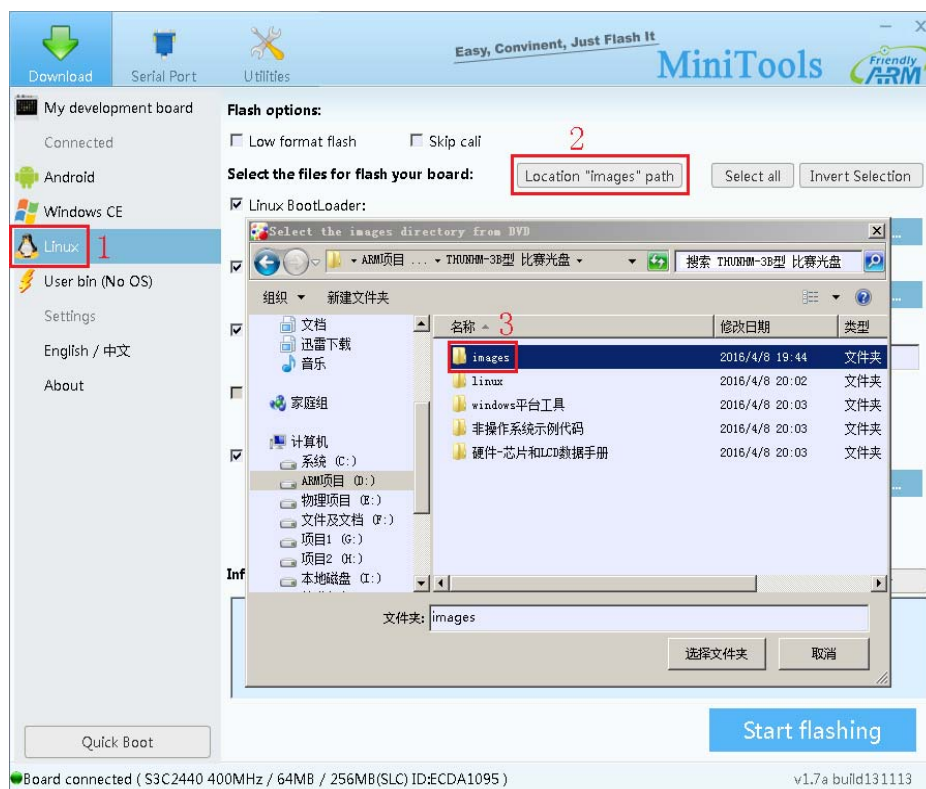 Easy, Convinent, Just Flash It
MiniTools
Friendly
ARM
Download
Serial Port
Utilities
My development board
Connected
Android
Windows CE
Linux
1
User bin (No OS)
Settings
English / 中文
About
Quick Boot
Flash options:
Low format flash
Skip cali
2
Select the files for flash your board:
Location "images" path
Select all
Invert Selection
Linux BootLoader:
Select the images directory from DVD
ARM项目 ... THUNHM-3B型 比赛光盘
搜索 THUNHM-3B型 比赛光盘
组织
新建文件夹
文档
迅雷下载
音乐
家庭组
计算机
系统 (C:)
ARM项目 (D:)
物理项目 (E:)
文件及文档 (F:)
项目1 (G:)
项目2 (H:)
本地磁盘 (I:)
名称
3
修改日期
类型
images 2016/4/8 19:44 文件夹
linux 2016/4/8 20:02 文件夹
windows平台工具 2016/4/8 20:03 文件夹
非操作系统示例代码 2016/4/8 20:03 文件夹
硬件-芯片和LCD数据手册 2016/4/8 20:03 文件夹
Inf
文件夹: images
选择文件夹
取消
Start flashing
Board connected ( S3C2440 400MHz / 64MB / 256MB(SLC) ID:ECDA1095 )
v1.7a build131113